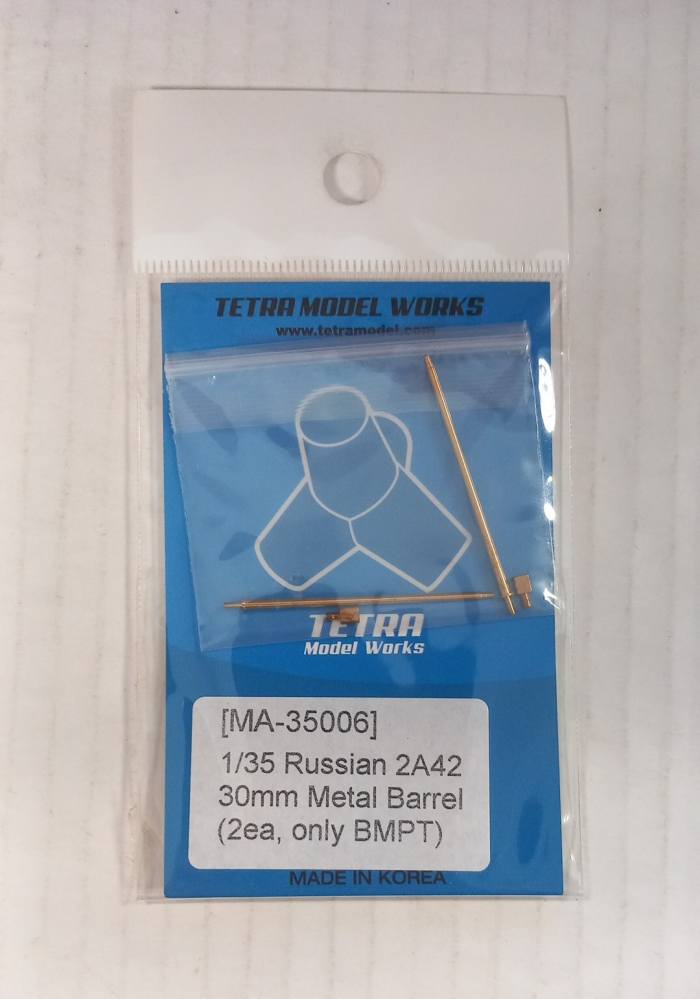 TETRA MODEL WORKS
www.tetramodel.com
TETRA
Model Works
[MA-35006]
1/35 Russian 2A42
30mm Metal Barrel
(2ea, only BMPT)
MADE IN KOREA